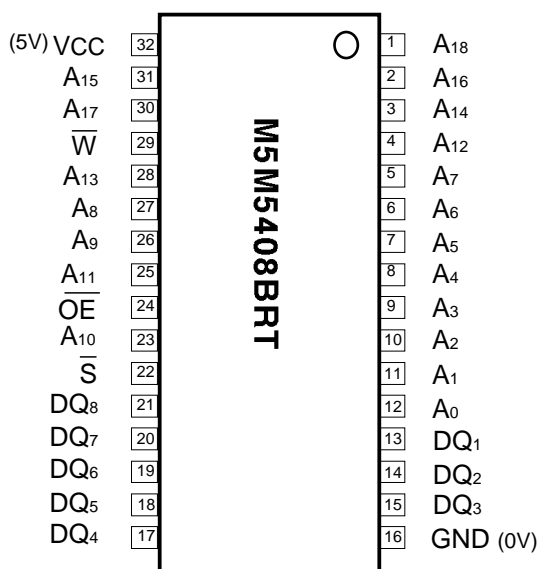 (5V) VCC 32 1 A18
A15 31 2 A16
A17 30 3 A14
W̅ 29 4 A12
A13 28 5 A7
A8 27 6 A6
A9 26 7 A5
A11 25 8 A4
O̅E̅ 24 9 A3
A10 23 10 A2
S̅ 22 11 A1
DQ8 21 12 A0
DQ7 20 13 DQ1
DQ6 19 14 DQ2
DQ5 18 15 DQ3
DQ4 17 16 GND (0V)
M5M5408BRT